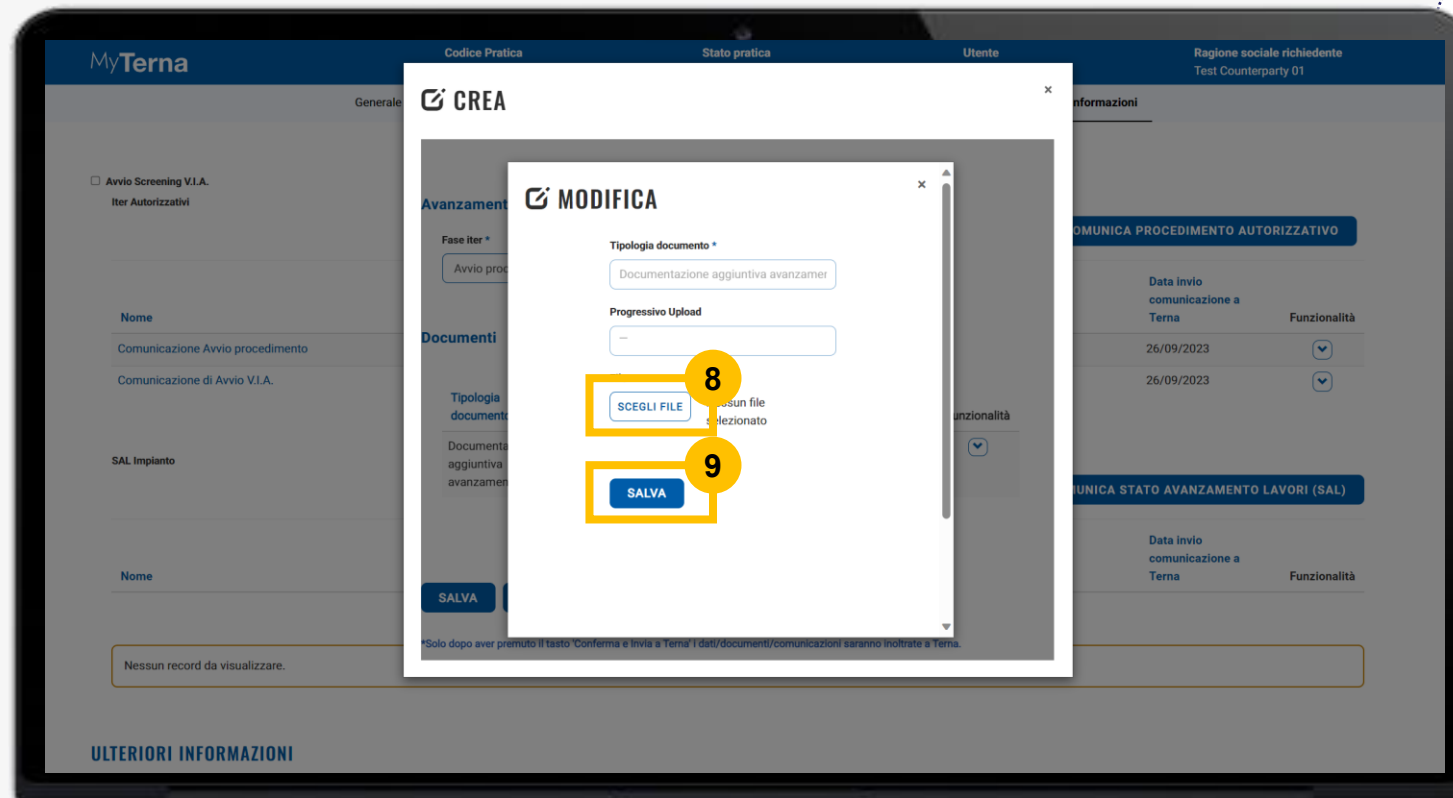 MyTerna
Codice Pratica
Stato pratica
Utente
Ragione sociale richiedente
Test Counterparty 01
Generale
nformazioni
CREA
×
Avvio Screening V.I.A.
Iter Autorizzativi
Avanzament
Fase iter *
Avvio proc
OMUNICA PROCEDIMENTO AUTORIZZATIVO
MODIFICA
×
Tipologia documento *
Documentazione aggiuntiva avanzamer
Progressivo Upload
—
8
SCEGLI FILE
sun file
selezionato
9
SALVA
Nome
Data invio
comunicazione a
Terna
Funzionalità
Comunicazione Avvio procedimento
26/09/2023
Comunicazione di Avvio V.I.A.
26/09/2023
Documenti
Tipologia
documento
unzionalità
Documenta
aggiuntiva
avanzamen
SAL Impianto
UNICA STATO AVANZAMENTO LAVORI (SAL)
Nome
Data invio
comunicazione a
Terna
Funzionalità
SALVA
*Solo dopo aver premuto il tasto 'Conferma e Invia a Terna' i dati/documenti/comunicazioni saranno inoltrate a Terna.
Nessun record da visualizzare.
ULTERIORI INFORMAZIONI